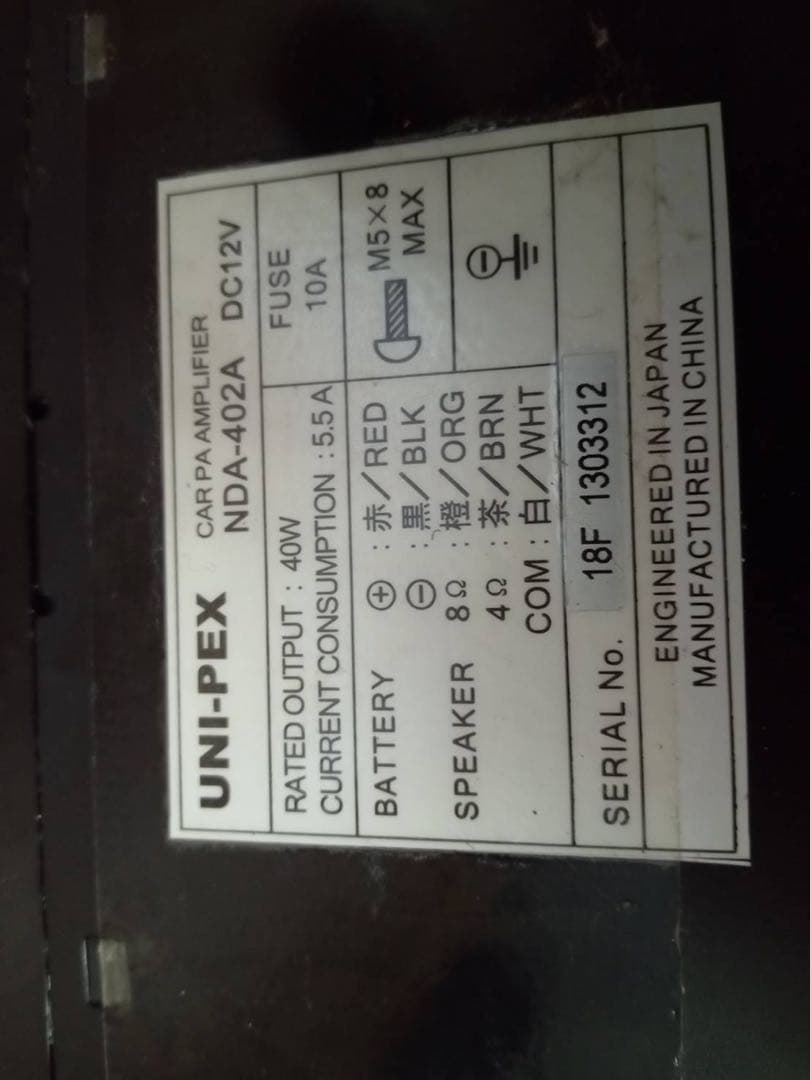 UNI-PEX CAR PA AMPLIFIER
NDA-402A DC12V
RATED OUTPUT : 40W
CURRENT CONSUMPTION : 5.5A
FUSE
10A
BATTERY ⊕ : 赤/RED
⊖ : 黒/BLK
SPEAKER 8Ω : 橙/ORG
4Ω : 茶/BRN
COM : 白/WHT
M5×8
MAX
⊖
SERIAL No. 18F 1303312
ENGINEERED IN JAPAN
MANUFACTURED IN CHINA